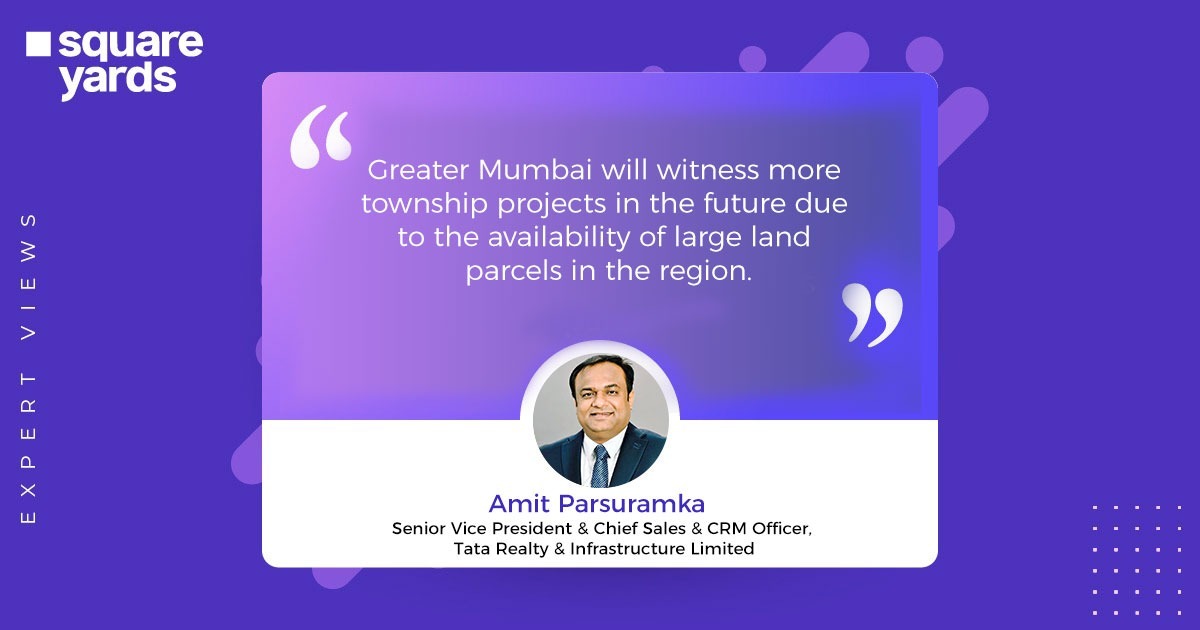 square
yards
EXPERT VIEWS
“
Greater Mumbai will witness more
township projects in the future due
to the availability of large land
parcels in the region.
”
Amit Parsuramka
Senior Vice President & Chief Sales & CRM Officer,
Tata Realty & Infrastructure Limited